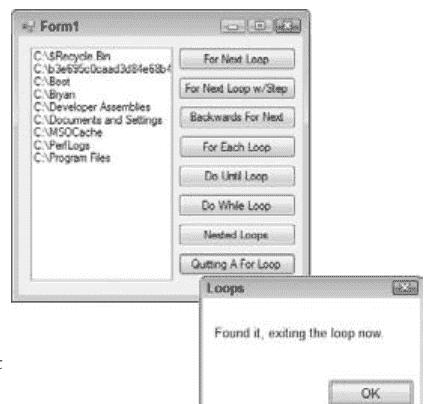 Form1
C:\$Recycle.Bin
C:\b3e695c0caad3d84e68b4
C:\Boot
C:\Bryan
C:\Developer Assemblies
C:\Documents and Settings
C:\MSOCache
C:\PerfLogs
C:\Program Files
For Next Loop
For Next Loop w/Step
Backwards For Next
For Each Loop
Do Until Loop
Do While Loop
Nested Loops
Quitting A For Loop
Loops
Found it, exiting the loop now.
OK